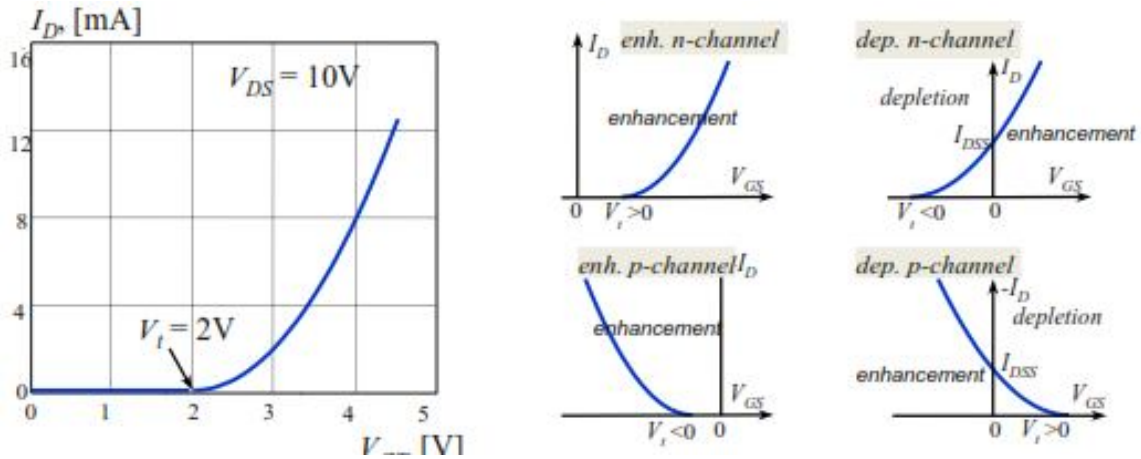 I_D, [mA]
16
V_DS = 10V
12
8
4
V_t = 2V
0
0 1 2 3 4 5
[V]
I_D enh. n-channel
enhancement
V_GS
0 V_t >0
dep. n-channel
I_D
depletion
I_DSS enhancement
V_GS
V_t <0 0
enh. p-channel I_D
enhancement
V_GS
V_t <0 0
dep. p-channel
-I_D
depletion
enhancement I_DSS
V_GS
0 V_t >0